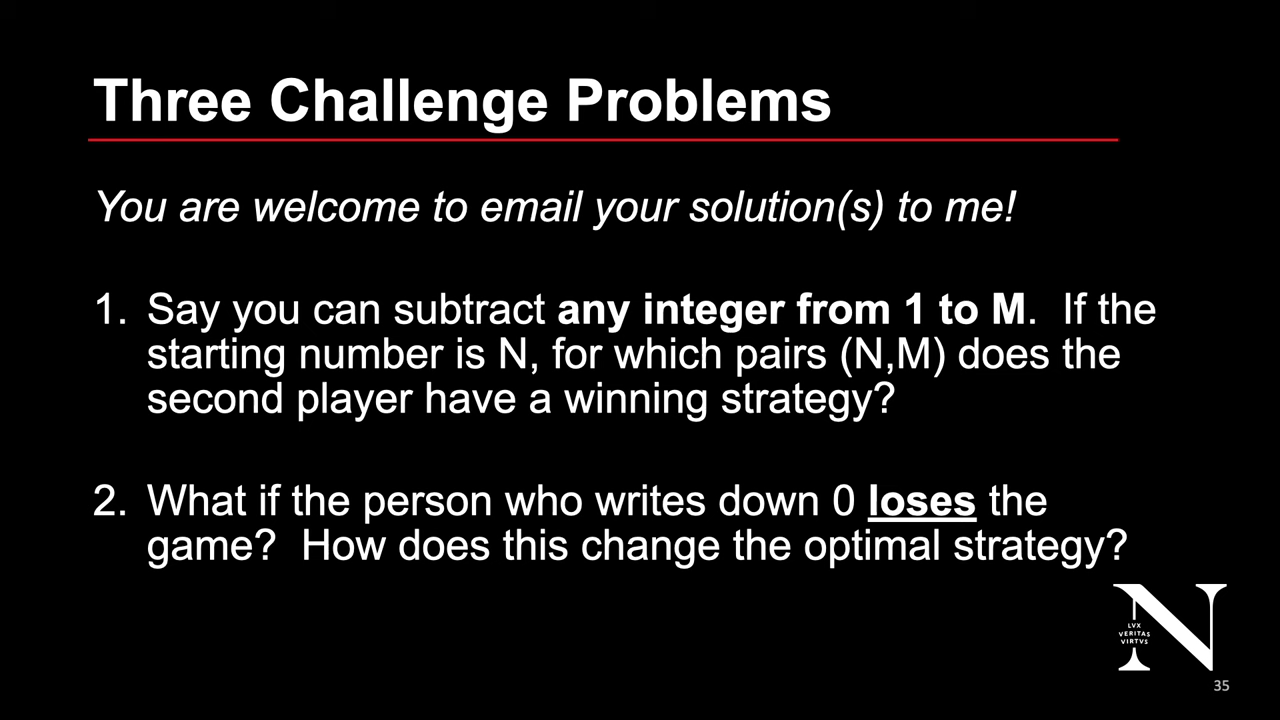 Three Challenge Problems
You are welcome to email your solution(s) to me!
1. Say you can subtract any integer from 1 to M. If the
starting number is N, for which pairs (N,M) does the
second player have a winning strategy?
2. What if the person who writes down 0 loses the
game? How does this change the optimal strategy?
N
LVX
VERITAS
VIRTVS
35